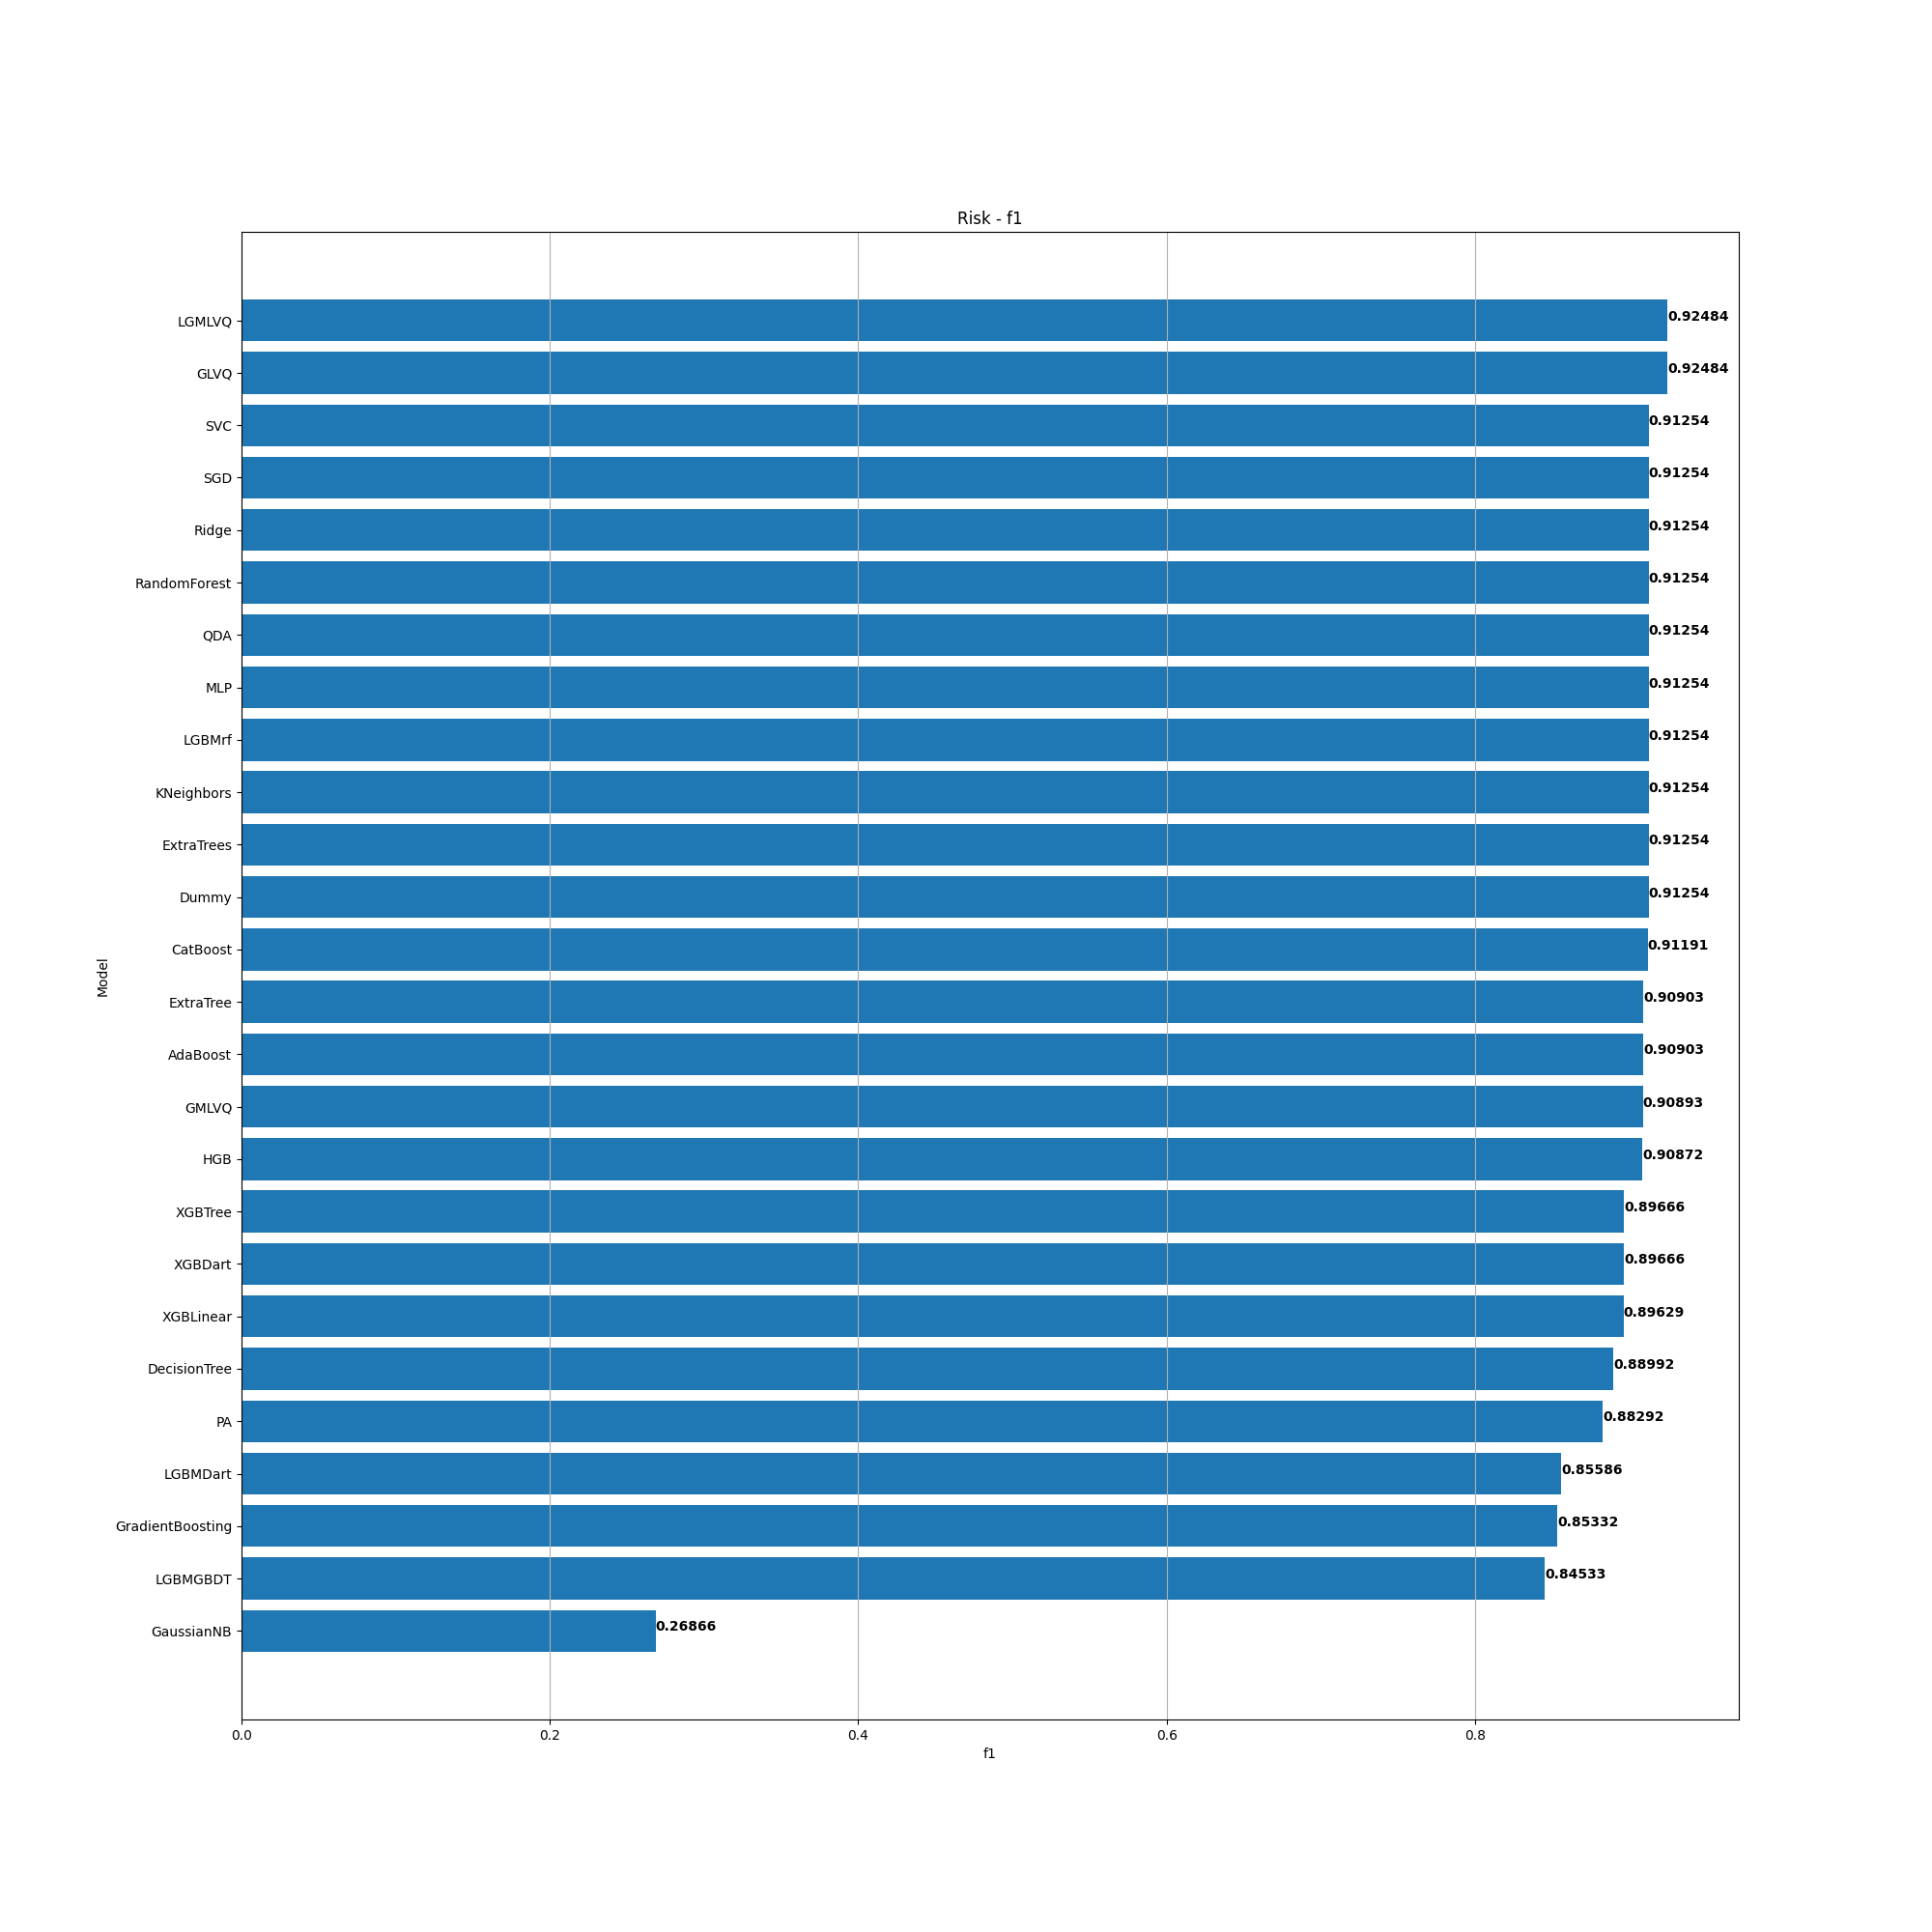 Risk - f1
LGMLVQ 0.92484
GLVQ 0.92484
SVC 0.91254
SGD 0.91254
Ridge 0.91254
RandomForest 0.91254
QDA 0.91254
MLP 0.91254
LGBMrf 0.91254
KNeighbors 0.91254
ExtraTrees 0.91254
Dummy 0.91254
CatBoost 0.91191
Model
ExtraTree 0.90903
AdaBoost 0.90903
GMLVQ 0.90893
HGB 0.90872
XGBTree 0.89666
XGBDart 0.89666
XGBLinear 0.89629
DecisionTree 0.88992
PA 0.88292
LGBMDart 0.85586
GradientBoosting 0.85332
LGBMGBDT 0.84533
GaussianNB 0.26866
0.0 0.2 0.4 0.6 0.8
f1